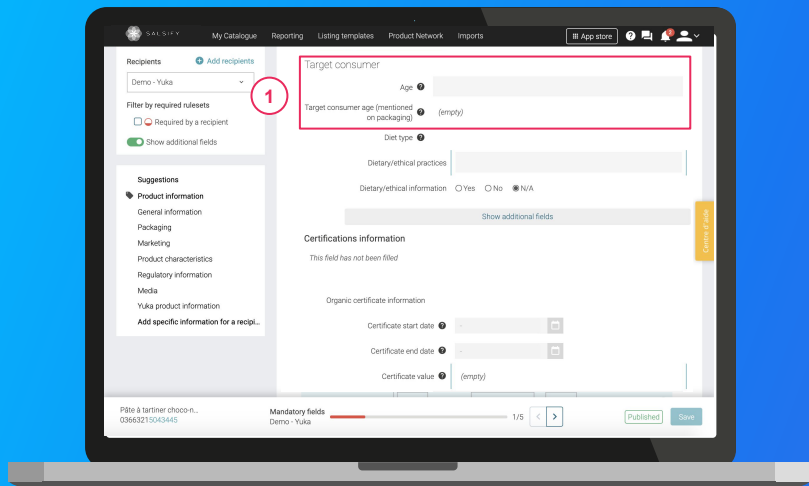 SALSIFY My Catalogue Reporting Listing templates Product Network Imports App store
Recipients Add recipients
Demo - Yuka
Filter by required rulesets
Required by a recipient
Show additional fields
Suggestions
Product information
General information
Packaging
Marketing
Product characteristics
Regulatory information
Media
Yuka product information
Add specific information for a recipi...
1
Target consumer
Age
Target consumer age (mentioned
on packaging) (empty)
Diet type
Dietary/ethical practices
Dietary/ethical information Yes No N/A
Show additional fields
Certifications information
This field has not been filled
Organic certificate information
Certificate start date -
Certificate end date -
Certificate value (empty)
Centre d'aide
Pâte à tartiner choco-n...
03663215043445
Mandatory fields
Demo - Yuka
1/5
Published Save